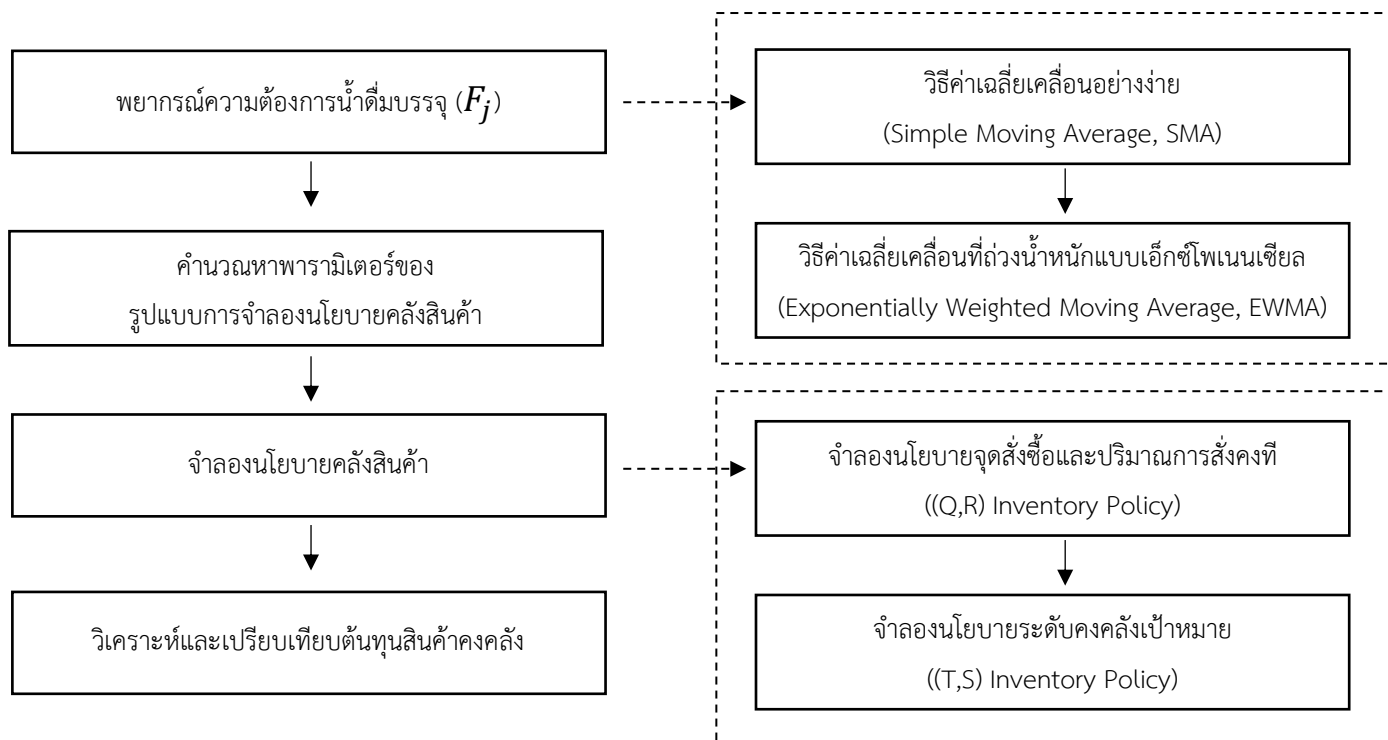 พยากรณ์ความต้องการน้ำดื่มบรรจุ (F_j)
คำนวณหาพารามิเตอร์ของ
รูปแบบการจำลองนโยบายคลังสินค้า
จำลองนโยบายคลังสินค้า
วิเคราะห์และเปรียบเทียบต้นทุนสินค้าคงคลัง
วิธีค่าเฉลี่ยเคลื่อนอย่างง่าย
(Simple Moving Average, SMA)
วิธีค่าเฉลี่ยเคลื่อนที่ถ่วงน้ำหนักแบบเอ็กซ์โพเนนเซียล
(Exponentially Weighted Moving Average, EWMA)
จำลองนโยบายจุดสั่งซื้อและปริมาณการสั่งคงที
((Q,R) Inventory Policy)
จำลองนโยบายระดับคงคลังเป้าหมาย
((T,S) Inventory Policy)